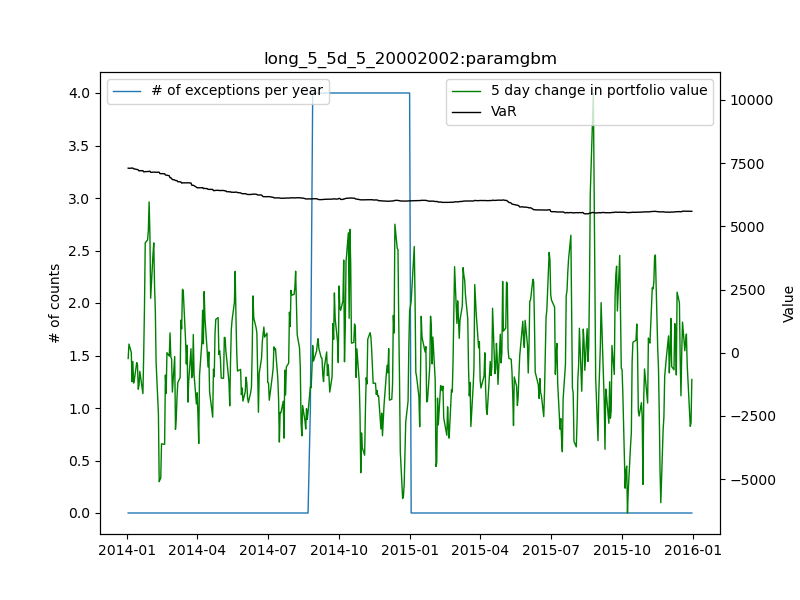 long_5_5d_5_20002002:paramgbm
# of exceptions per year
5 day change in portfolio value
VaR
# of counts
4.0
3.5
3.0
2.5
2.0
1.5
1.0
0.5
0.0
10000
7500
5000
2500
0
−2500
−5000
Value
2014-01 2014-04 2014-07 2014-10 2015-01 2015-04 2015-07 2015-10 2016-01